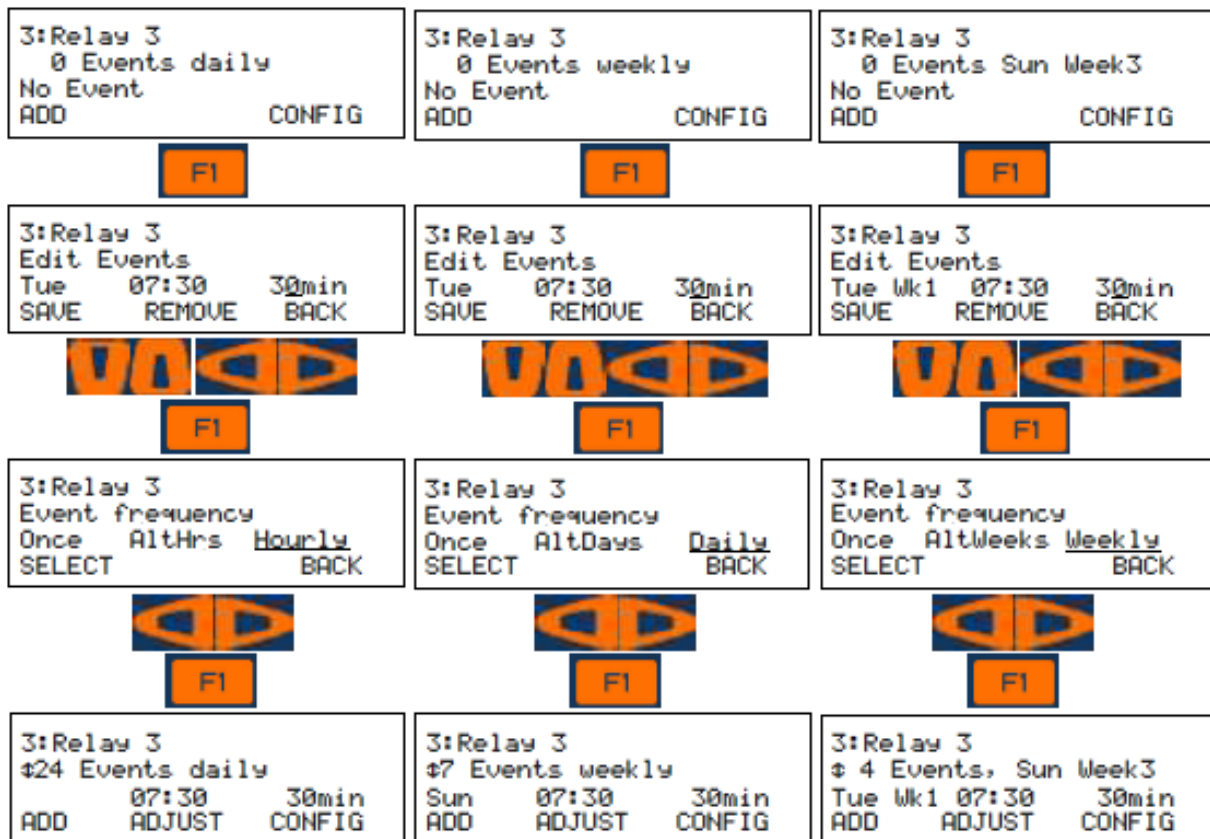 3:Relay 3
0 Events daily
No Event
ADD CONFIG
3:Relay 3
0 Events weekly
No Event
ADD CONFIG
3:Relay 3
0 Events Sun Week3
No Event
ADD CONFIG
F1
F1
F1
3:Relay 3
Edit Events
Tue 07:30 30min
SAVE REMOVE BACK
3:Relay 3
Edit Events
Tue 07:30 30min
SAVE REMOVE BACK
3:Relay 3
Edit Events
Tue Wk1 07:30 30min
SAVE REMOVE BACK
F1
F1
F1
3:Relay 3
Event frequency
Once AltHrs Hourly
SELECT BACK
3:Relay 3
Event frequency
Once AltDays Daily
SELECT BACK
3:Relay 3
Event frequency
Once AltWeeks Weekly
SELECT BACK
F1
F1
F1
3:Relay 3
↕24 Events daily
07:30 30min
ADD ADJUST CONFIG
3:Relay 3
↕7 Events weekly
Sun 07:30 30min
ADD ADJUST CONFIG
3:Relay 3
↕ 4 Events, Sun Week3
Tue Wk1 07:30 30min
ADD ADJUST CONFIG